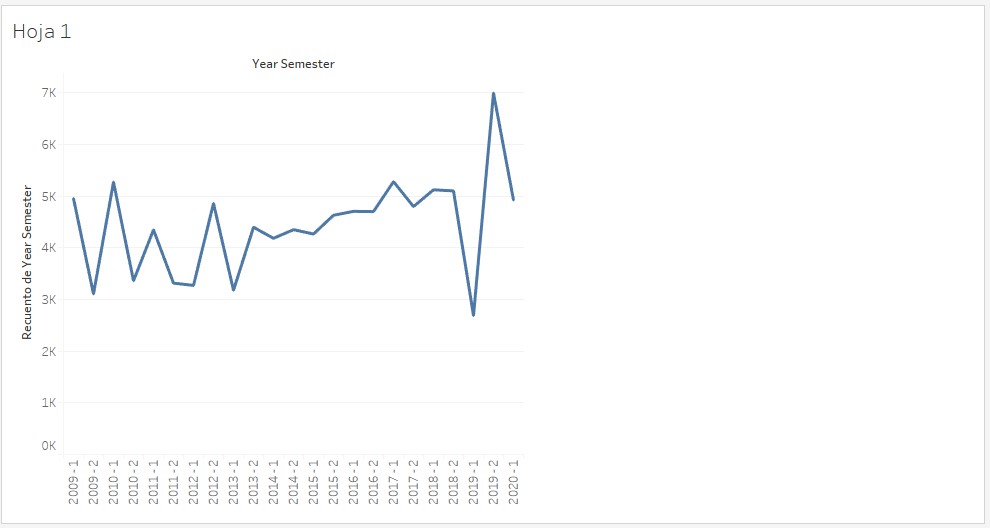 Hoja 1
Year Semester
Recuento de Year Semester
7K
6K
5K
4K
3K
2K
1K
0K
2009 - 1
2009 - 2
2010 - 1
2010 - 2
2011 - 1
2011 - 2
2012 - 1
2012 - 2
2013 - 1
2013 - 2
2014 - 1
2014 - 2
2015 - 1
2015 - 2
2016 - 1
2016 - 2
2017 - 1
2017 - 2
2018 - 1
2018 - 2
2019 - 1
2019 - 2
2020 - 1